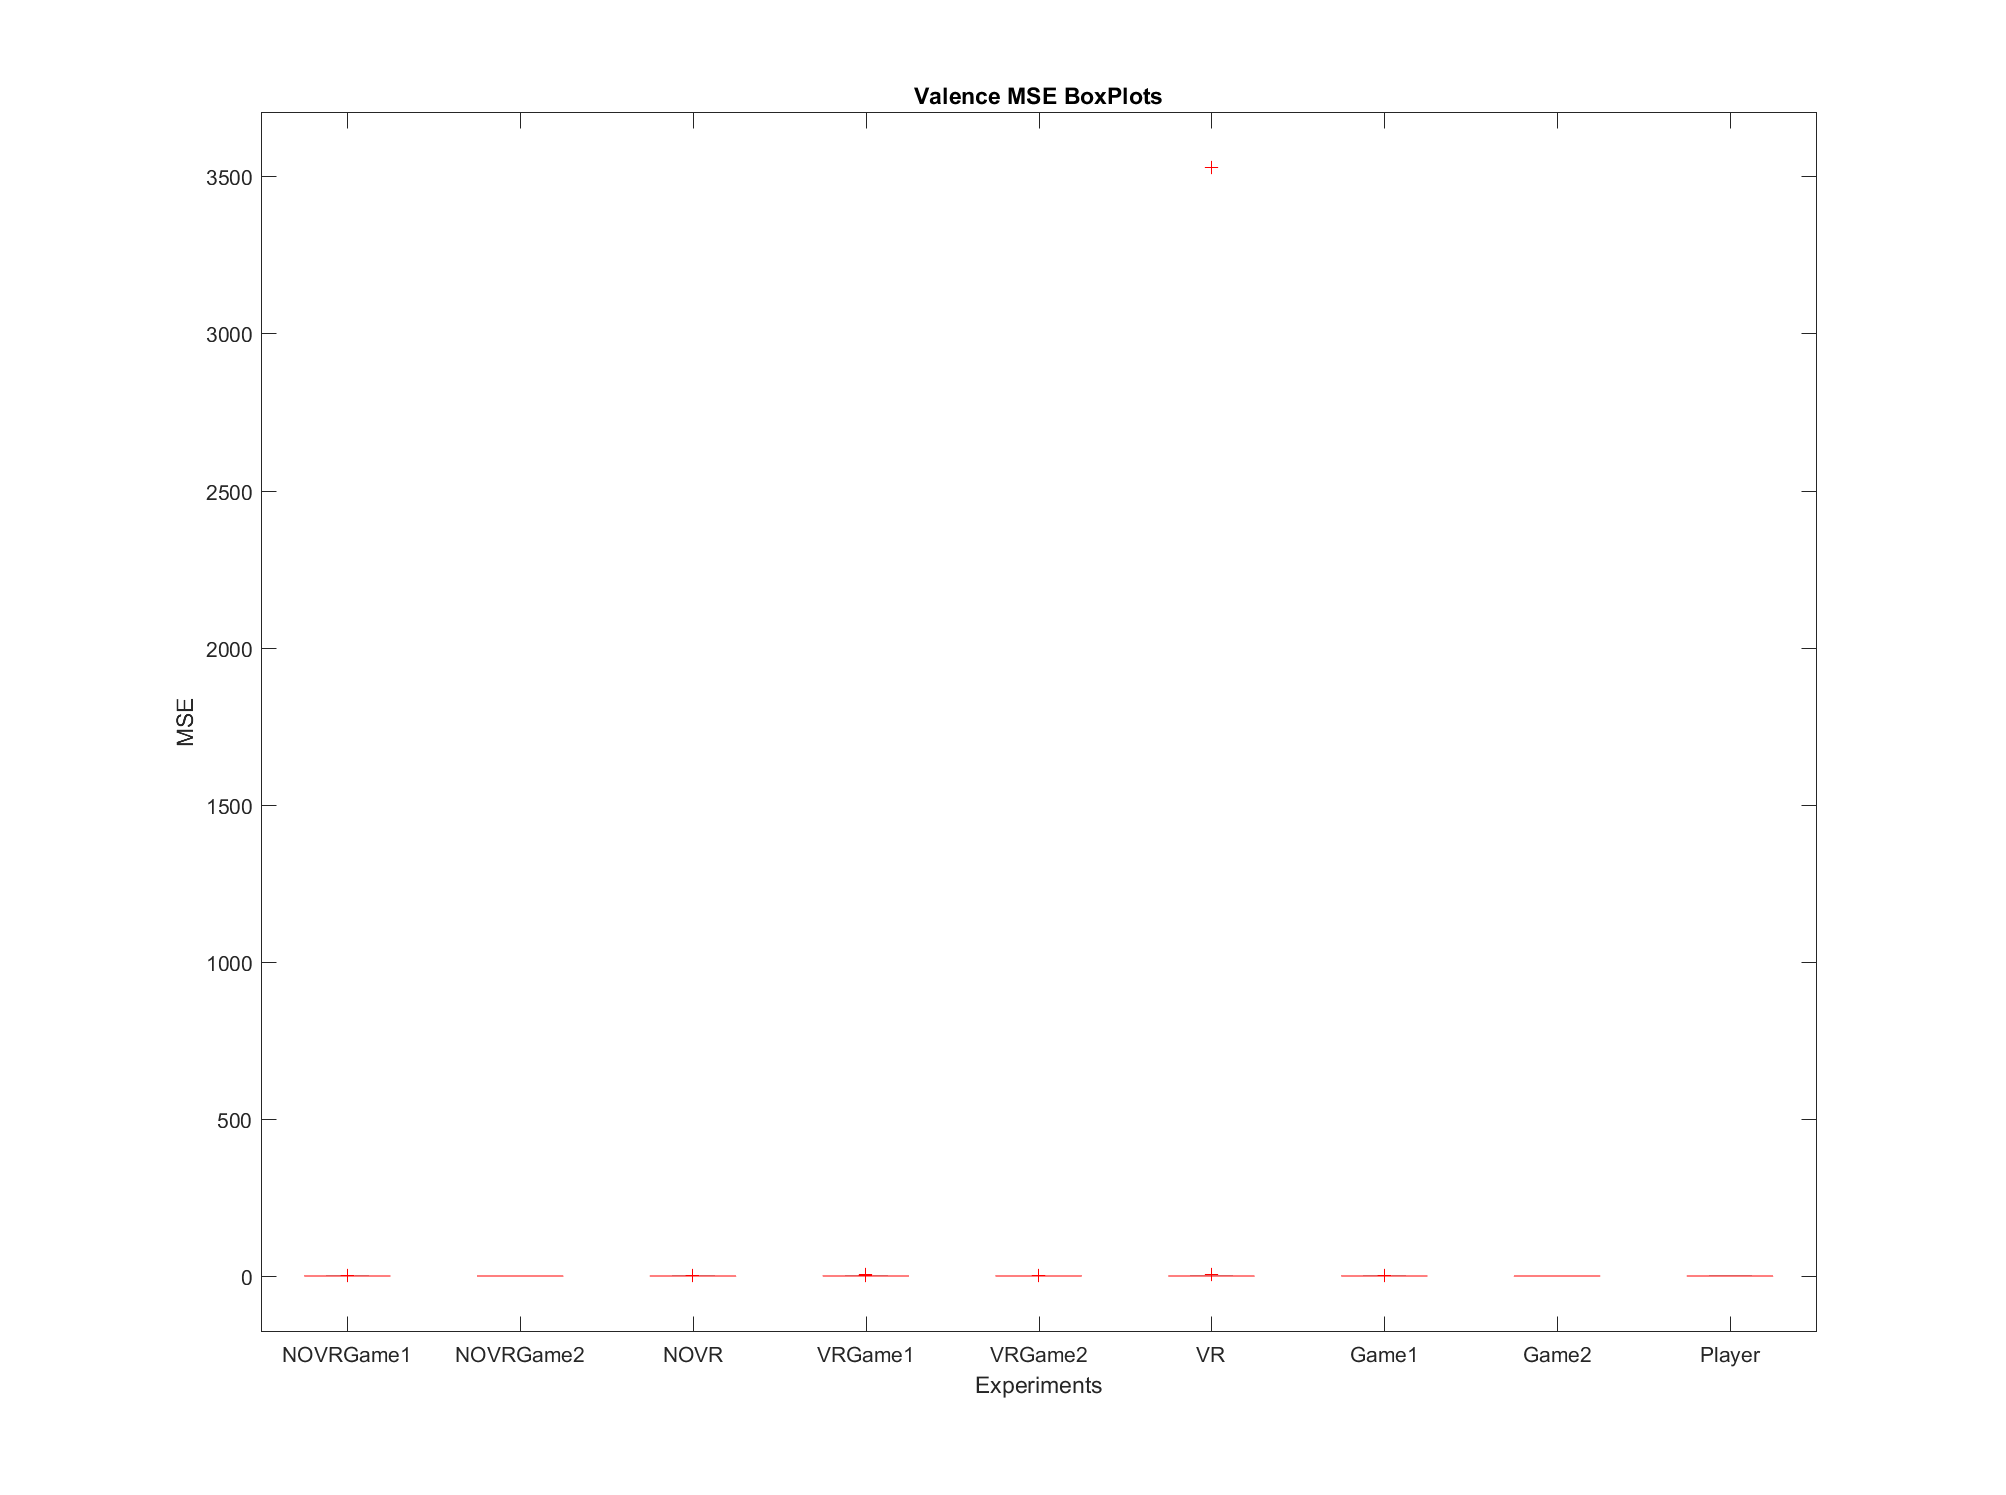 Valence MSE BoxPlots
3500
3000
2500
2000
MSE
1500
1000
500
0
NOVRGame1 NOVRGame2 NOVR VRGame1 VRGame2 VR Game1 Game2 Player
Experiments